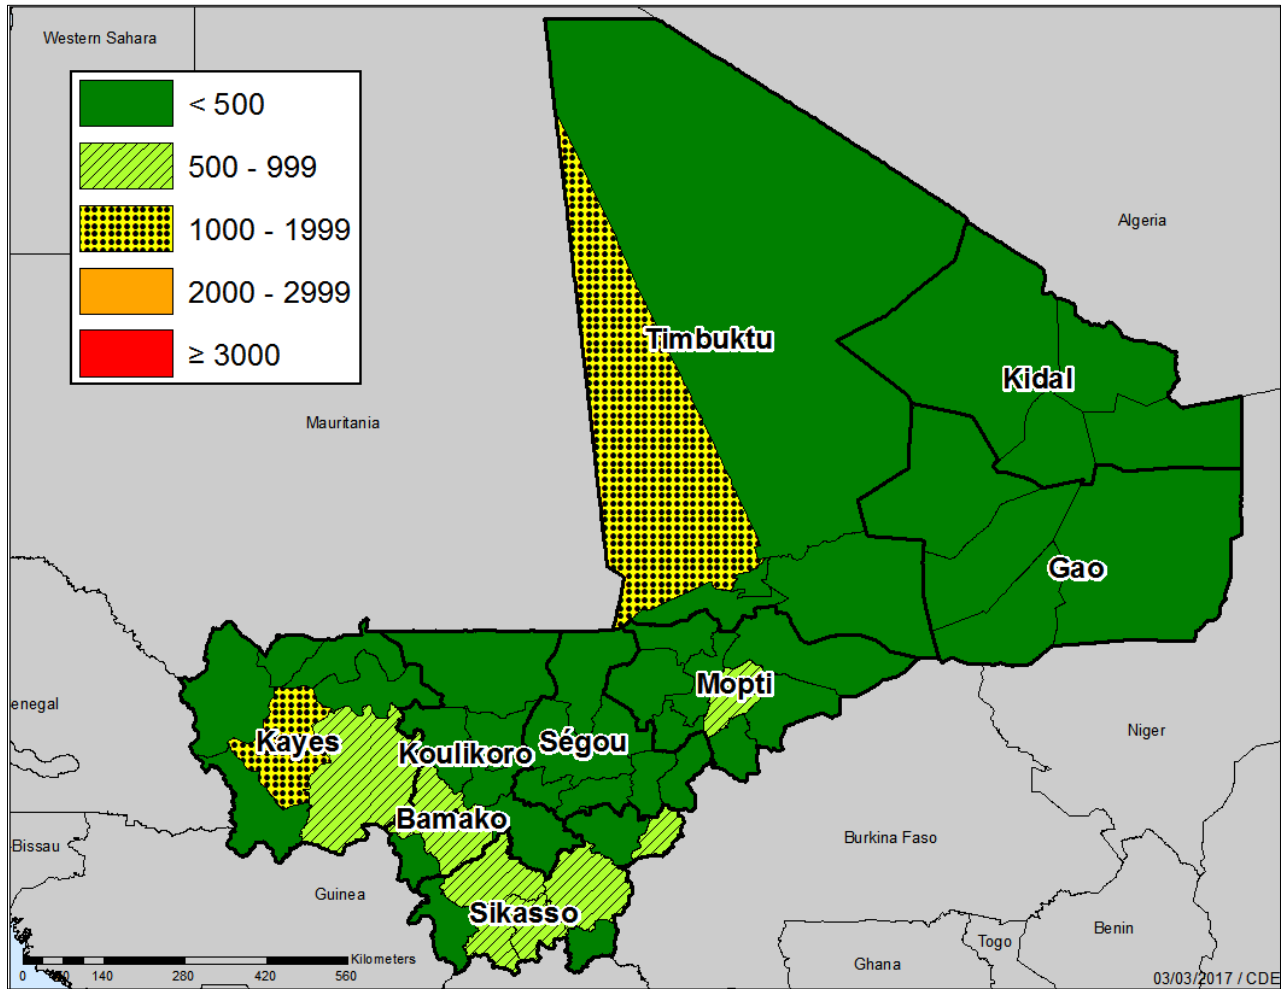 Western Sahara
< 500
500 - 999
1000 - 1999
2000 - 2999
≥ 3000
Algeria
Timbuktu
Kidal
Mauritania
Gao
Mopti
enegal
Kayes
Koulikoro
Ségou
Niger
Bamako
Bissau
Burkina Faso
Guinea
Sikasso
Benin
Togo
Ghana
Kilometers
0 70 140 280 420 560
03/03/2017 / CDE